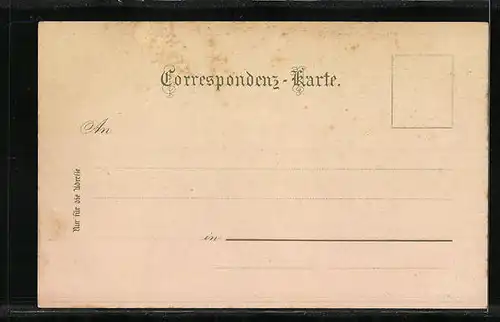 Correspondenz-Karte.
An
Nur für die Adresse
in